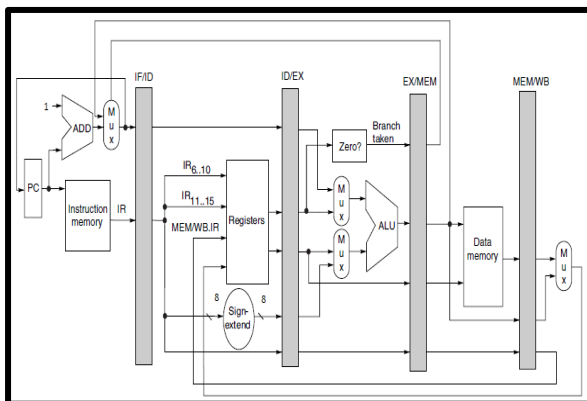 IF/ID
ID/EX
EX/MEM
MEM/WB
1
ADD
M
u
x
Zero?
Branch
taken
PC
Instruction
memory
IR
IR6..10
IR11..15
MEM/WB.IR
Registers
M
u
x
M
u
x
ALU
Data
memory
M
u
x
8
Sign-
extend
8